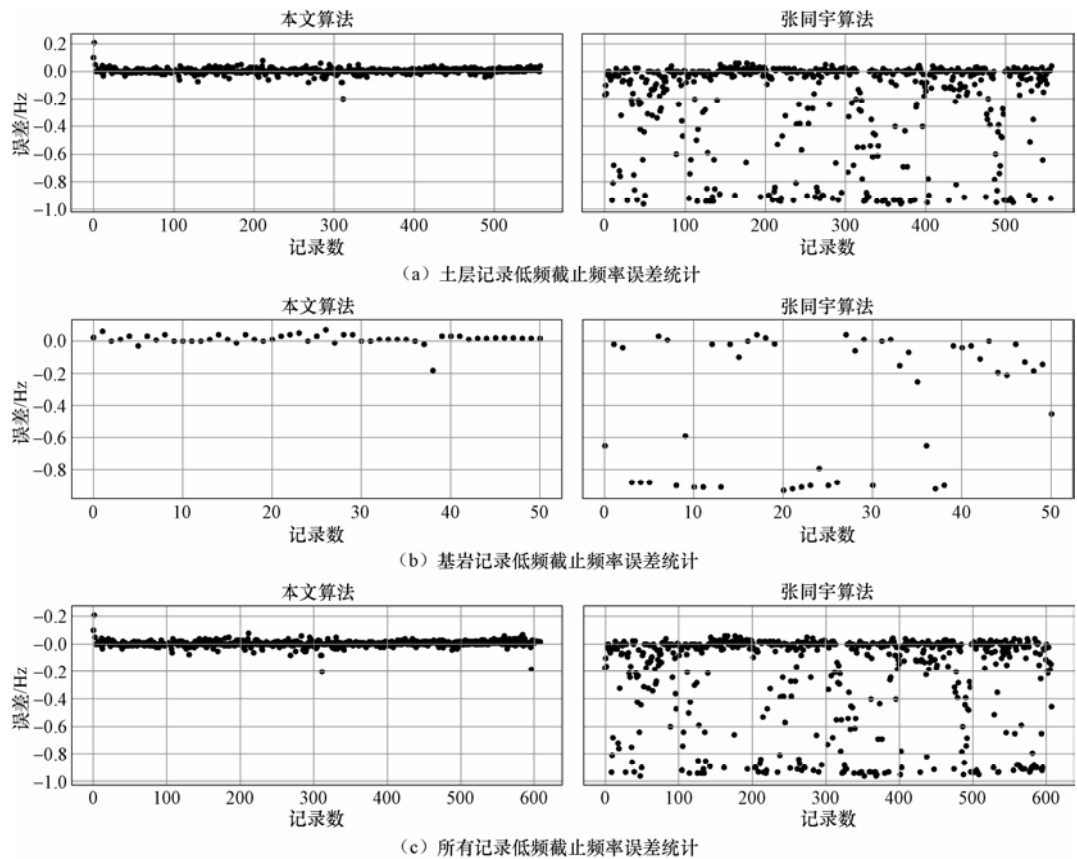 本文算法 张同宇算法
0.2
0.0
−0.2
−0.4
−0.6
−0.8
−1.0
误差/Hz
0 100 200 300 400 500 0 100 200 300 400 500
记录数 记录数
（a）土层记录低频截止频率误差统计
本文算法 张同宇算法
0.0
−0.2
−0.4
−0.6
−0.8
误差/Hz
0 10 20 30 40 50 0 10 20 30 40 50
记录数 记录数
（b）基岩记录低频截止频率误差统计
本文算法 张同宇算法
−0.2
−0.0
−0.2
−0.4
−0.6
−0.8
−1.0
误差/Hz
0 100 200 300 400 500 600 0 100 200 300 400 500 600
记录数 记录数
（c）所有记录低频截止频率误差统计